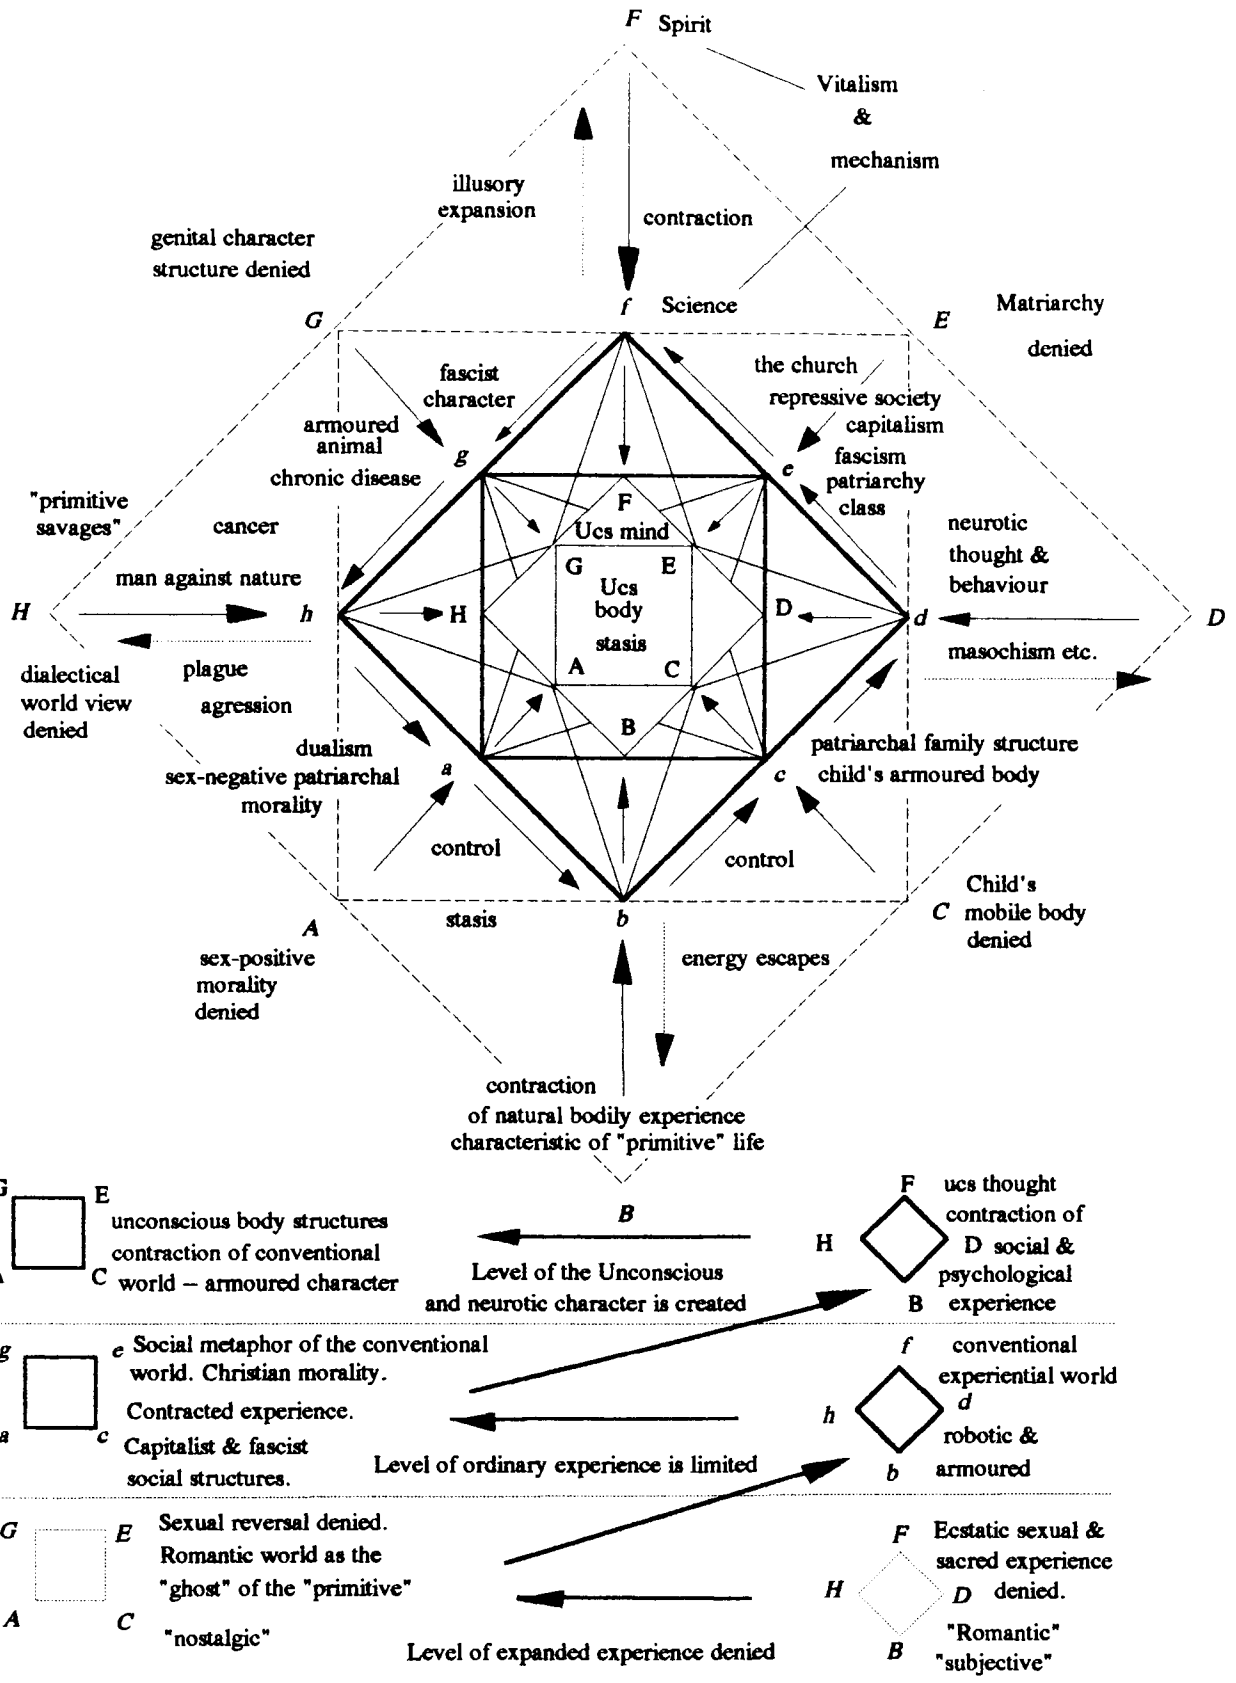 F Spirit
Vitalism
&
mechanism
illusory
expansion
contraction
genital character
structure denied
f Science
Matriarchy
denied
G
E
the church
repressive society
capitalism
fascism
patriarchy
class
fascist
character
armoured
animal
chronic disease
g
e
"primitive
savages"
cancer
man against nature
neurotic
thought &
behaviour
F
Ucs mind
G E
Ucs
body
stasis
A C
B
H
D
H
h
d
D
masochism etc.
dialectical
world view
denied
plague
agression
dualism
sex-negative patriarchal
morality
a
c
patriarchal family structure
child's armoured body
control
control
stasis
b
A
sex-positive
morality
denied
energy escapes
Child's
C mobile body
denied
contraction
of natural bodily experience
characteristic of "primitive" life
B
G E
unconscious body structures
contraction of conventional
A C world – armoured character
Level of the Unconscious
and neurotic character is created
F ucs thought
contraction of
H D social &
psychological
B experience
g e Social metaphor of the conventional
world. Christian morality.
Contracted experience.
a c Capitalist & fascist
social structures.
Level of ordinary experience is limited
f conventional
experiential world
h d
robotic &
b armoured
G E Sexual reversal denied.
Romantic world as the
"ghost" of the "primitive"
A C "nostalgic"
Level of expanded experience denied
F Ecstatic sexual &
sacred experience
H D denied.
"Romantic"
B "subjective"